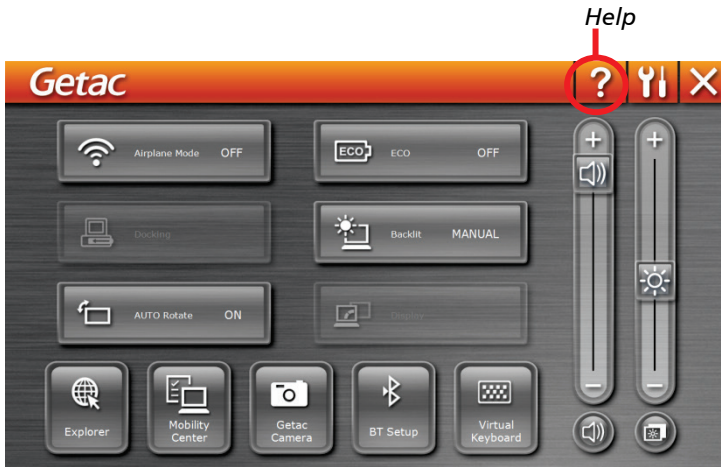 Help
Getac ?
Airplane Mode OFF
ECO ECO OFF
Docking
Backlit MANUAL
AUTO Rotate ON
Display
Explorer
Mobility
Center
Getac
Camera
BT Setup
Virtual
Keyboard